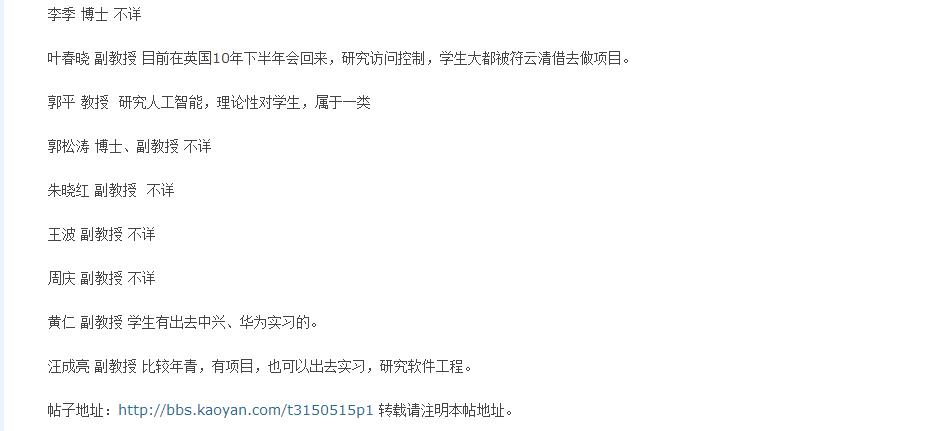 李季 博士 不详
叶春晓 副教授 目前在英国10年下半年会回来，研究访问控制，学生大都被符云清借去做项目。
郭平 教授  研究人工智能，理论性对学生，属于一类
郭松涛 博士、副教授 不详
朱晓红 副教授  不详
王波 副教授 不详
周庆 副教授 不详
黄仁 副教授 学生有出去中兴、华为实习的。
汪成亮 副教授 比较年青，有项目，也可以出去实习，研究软件工程。
帖子地址：http://bbs.kaoyan.com/t3150515p1 转载请注明本帖地址。